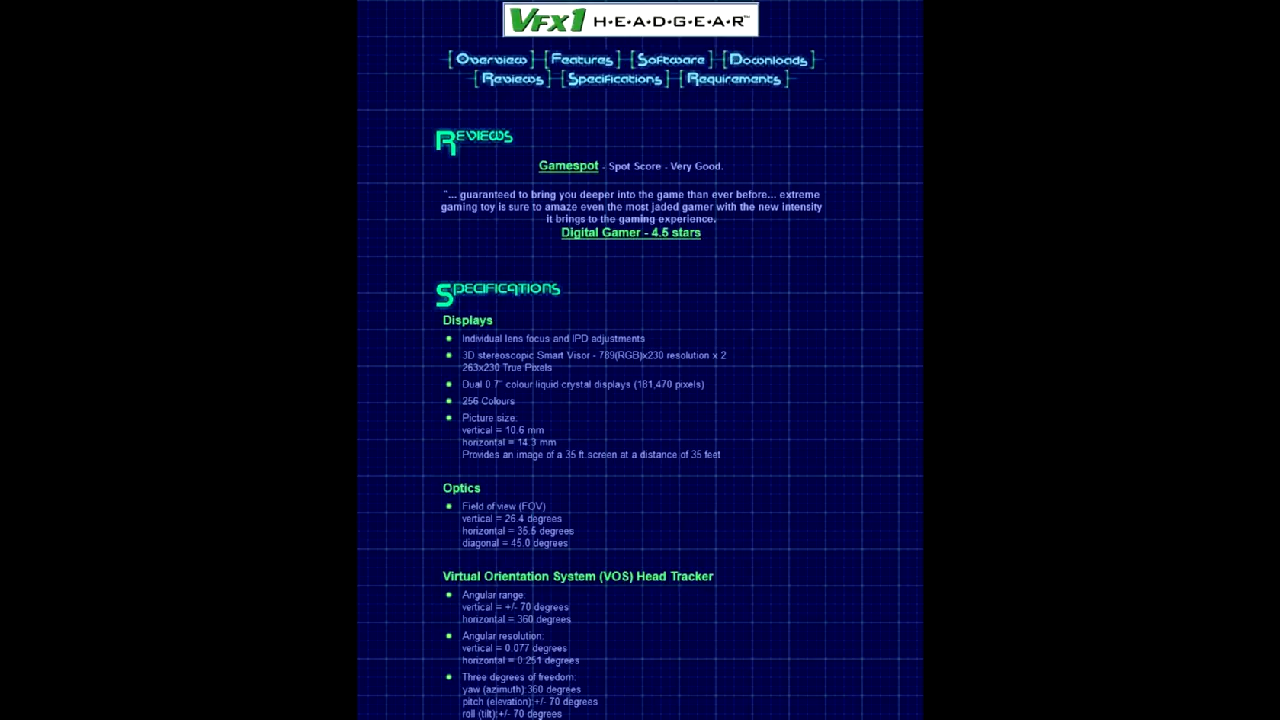 VFX1 H·E·A·D·G·E·A·R™
[Overview] [Features] [Software] [Downloads]
[Reviews] [Specifications] [Requirements]
Reviews
Gamespot - Spot Score - Very Good.
"... guaranteed to bring you deeper into the game than ever before... extreme
gaming toy is sure to amaze even the most jaded gamer with the new intensity
it brings to the gaming experience.
Digital Gamer - 4.5 stars
Specifications
Displays
Individual lens focus and IPD adjustments
3D stereoscopic Smart Visor - 789(RGB)x230 resolution x 2
263x230 True Pixels
Dual 0.7" colour liquid crystal displays (181,470 pixels)
256 Colours
Picture size:
vertical = 10.6 mm
horizontal = 14.3 mm
Provides an image of a 35 ft screen at a distance of 35 feet
Optics
Field of view (FOV)
vertical = 26.4 degrees
horizontal = 35.5 degrees
diagonal = 45.0 degrees
Virtual Orientation System (VOS) Head Tracker
Angular range:
vertical = +/- 70 degrees
horizontal = 360 degrees
Angular resolution:
vertical = 0.077 degrees
horizontal = 0.251 degrees
Three degrees of freedom:
yaw (azimuth):360 degrees
pitch (elevation):+/- 70 degrees
roll (tilt):+/- 70 degrees